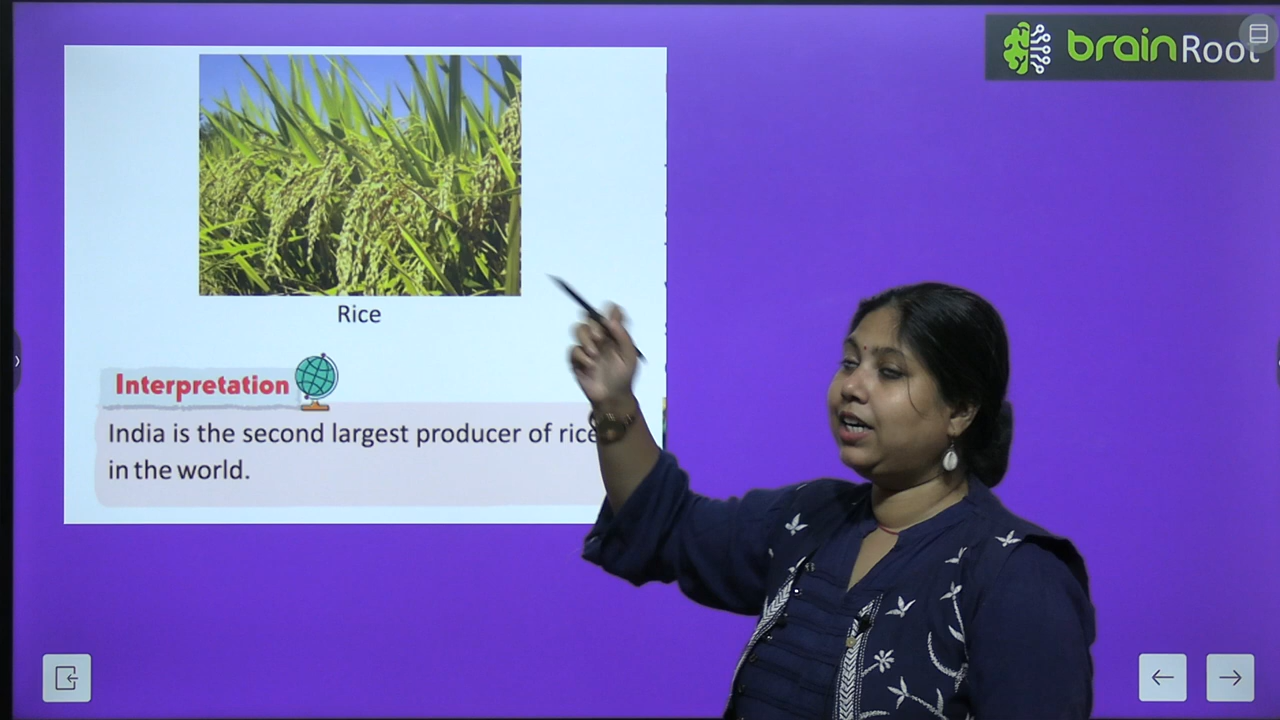 brainRoot
Rice
Interpretation
India is the second largest producer of rice
in the world.